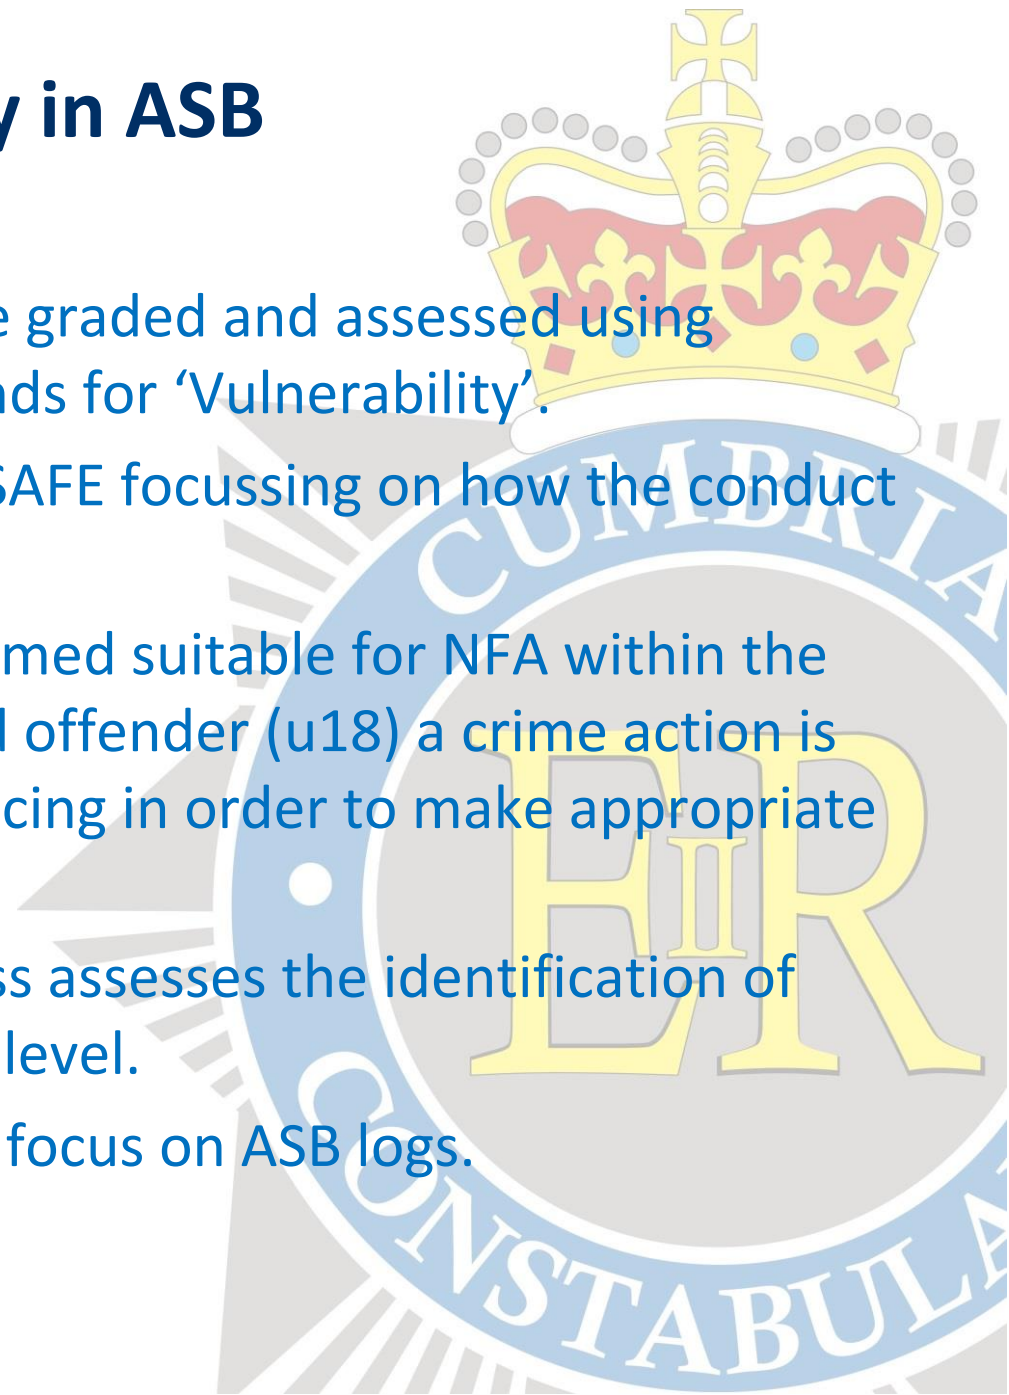 y in ASB
e graded and assessed using
nds for ‘Vulnerability’.
SAFE focussing on how the conduct
med suitable for NFA within the
l offender (u18) a crime action is
cing in order to make appropriate
ss assesses the identification of
level.
focus on ASB logs.
CUMBRIA
EIIR
CONSTABULA